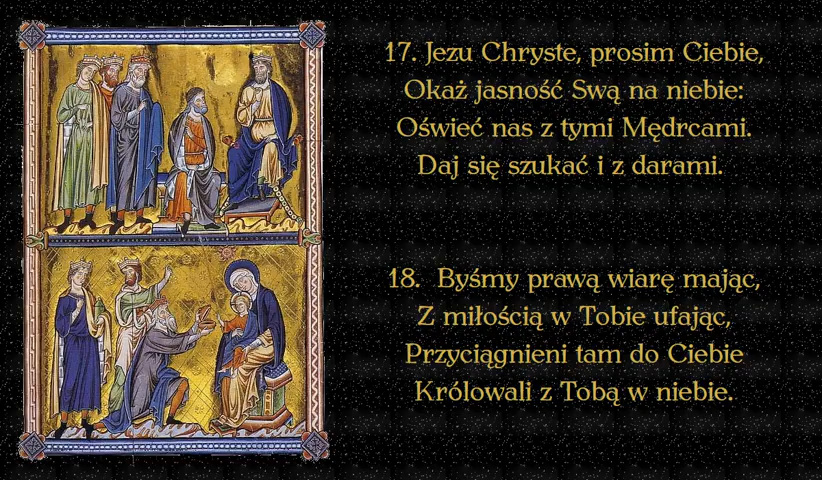 17. Jezu Chryste, prosim Ciebie,
Okaż jasność Swą na niebie:
Oświeć nas z tymi Mędrcami.
Daj się szukać i z darami.
18. Byśmy prawą wiarę mając,
Z miłością w Tobie ufając,
Przyciągnieni tam do Ciebie
Królowali z Tobą w niebie.